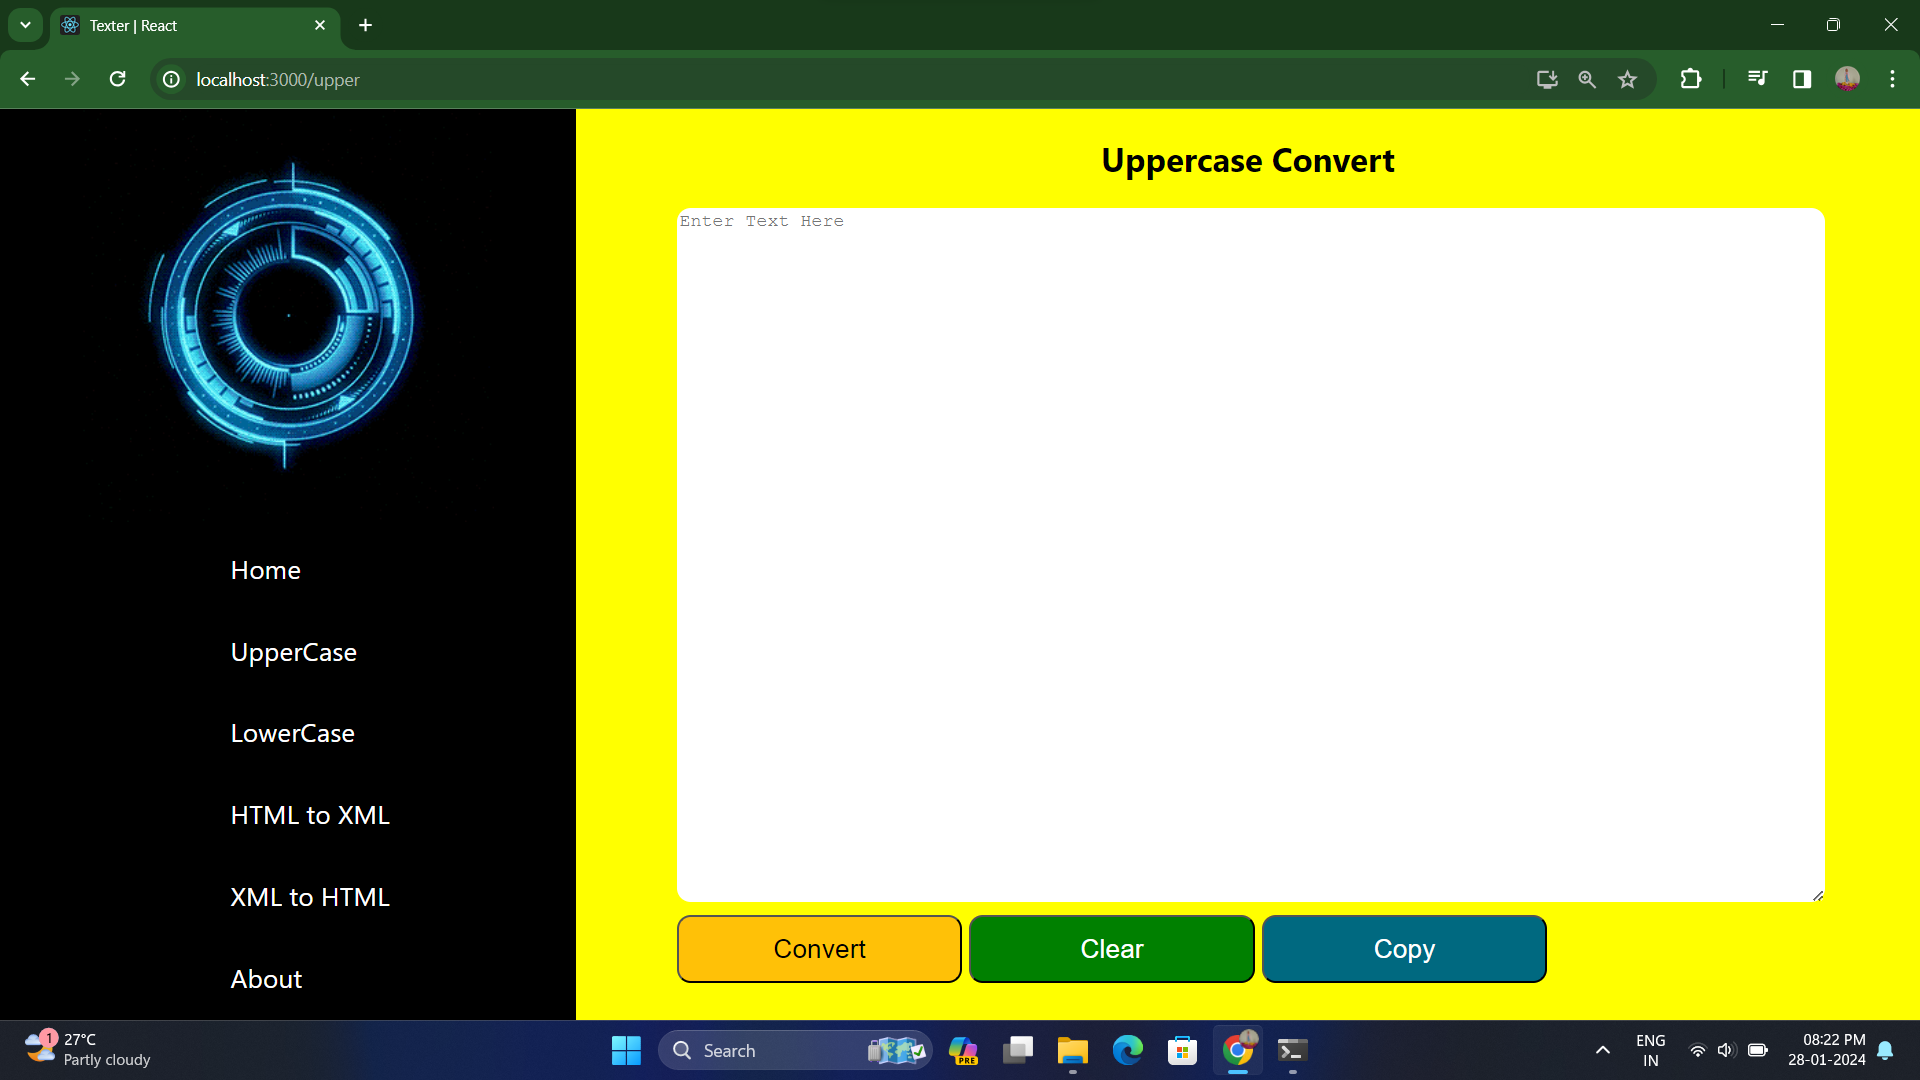 Texter | React
localhost:3000/upper
Uppercase Convert
Enter Text Here
Home
UpperCase
LowerCase
HTML to XML
XML to HTML
About
Convert
Clear
Copy
1
27°C
Partly cloudy
Search
PRE
ENG
IN
08:22 PM
28-01-2024